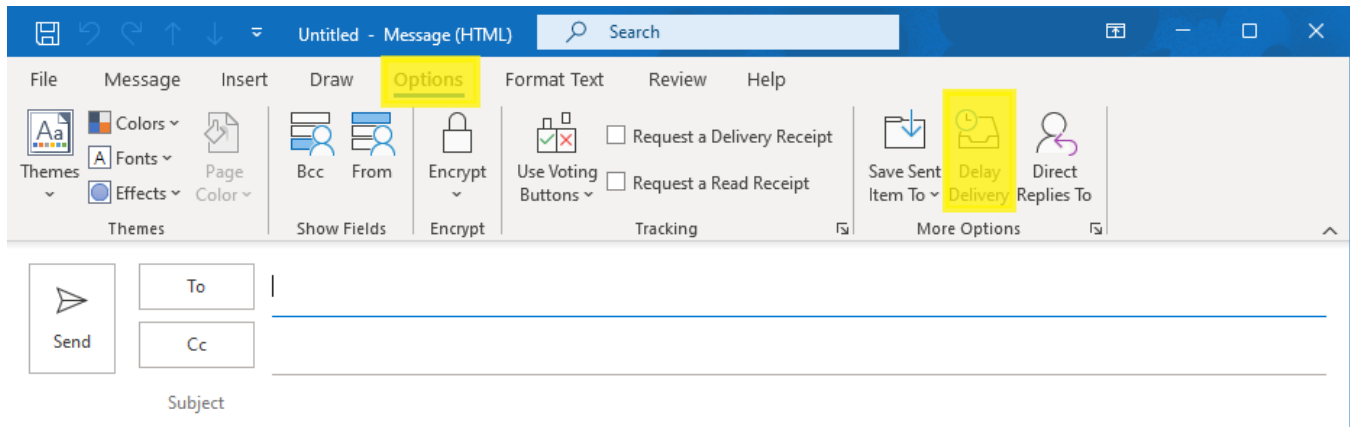 Untitled - Message (HTML) Search
File Message Insert Draw Options Format Text Review Help
Aa Themes
Colors
A Fonts
Effects
Page
Color
Bcc From
Encrypt
Use Voting
Buttons
Request a Delivery Receipt
Request a Read Receipt
Save Sent
Item To
Delay
Delivery
Direct
Replies To
Themes Show Fields Encrypt Tracking More Options
Send
To
Cc
Subject